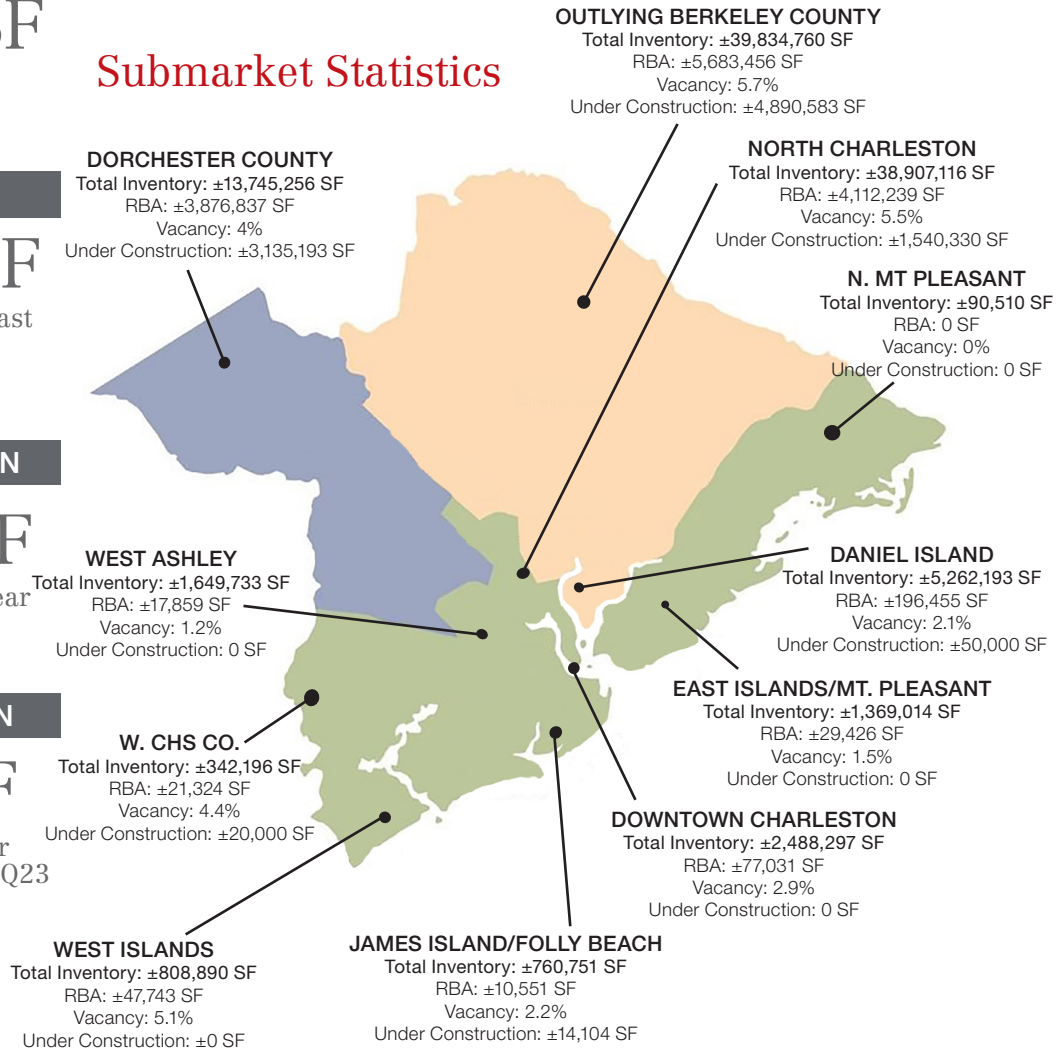 SF
Submarket Statistics
OUTLYING BERKELEY COUNTY
Total Inventory: ±39,834,760 SF
RBA: ±5,683,456 SF
Vacancy: 5.7%
Under Construction: ±4,890,583 SF
DORCHESTER COUNTY
Total Inventory: ±13,745,256 SF
RBA: ±3,876,837 SF
Vacancy: 4%
Under Construction: ±3,135,193 SF
NORTH CHARLESTON
Total Inventory: ±38,907,116 SF
RBA: ±4,112,239 SF
Vacancy: 5.5%
Under Construction: ±1,540,330 SF
F
ast
N. MT PLEASANT
Total Inventory: ±90,510 SF
RBA: 0 SF
Vacancy: 0%
Under Construction: 0 SF
N
F
ear
WEST ASHLEY
Total Inventory: ±1,649,733 SF
RBA: ±17,859 SF
Vacancy: 1.2%
Under Construction: 0 SF
DANIEL ISLAND
Total Inventory: ±5,262,193 SF
RBA: ±196,455 SF
Vacancy: 2.1%
Under Construction: ±50,000 SF
EAST ISLANDS/MT. PLEASANT
Total Inventory: ±1,369,014 SF
RBA: ±29,426 SF
Vacancy: 1.5%
Under Construction: 0 SF
N
F
r
Q23
W. CHS CO.
Total Inventory: ±342,196 SF
RBA: ±21,324 SF
Vacancy: 4.4%
Under Construction: ±20,000 SF
DOWNTOWN CHARLESTON
Total Inventory: ±2,488,297 SF
RBA: ±77,031 SF
Vacancy: 2.9%
Under Construction: 0 SF
WEST ISLANDS
Total Inventory: ±808,890 SF
RBA: ±47,743 SF
Vacancy: 5.1%
Under Construction: ±0 SF
JAMES ISLAND/FOLLY BEACH
Total Inventory: ±760,751 SF
RBA: ±10,551 SF
Vacancy: 2.2%
Under Construction: ±14,104 SF